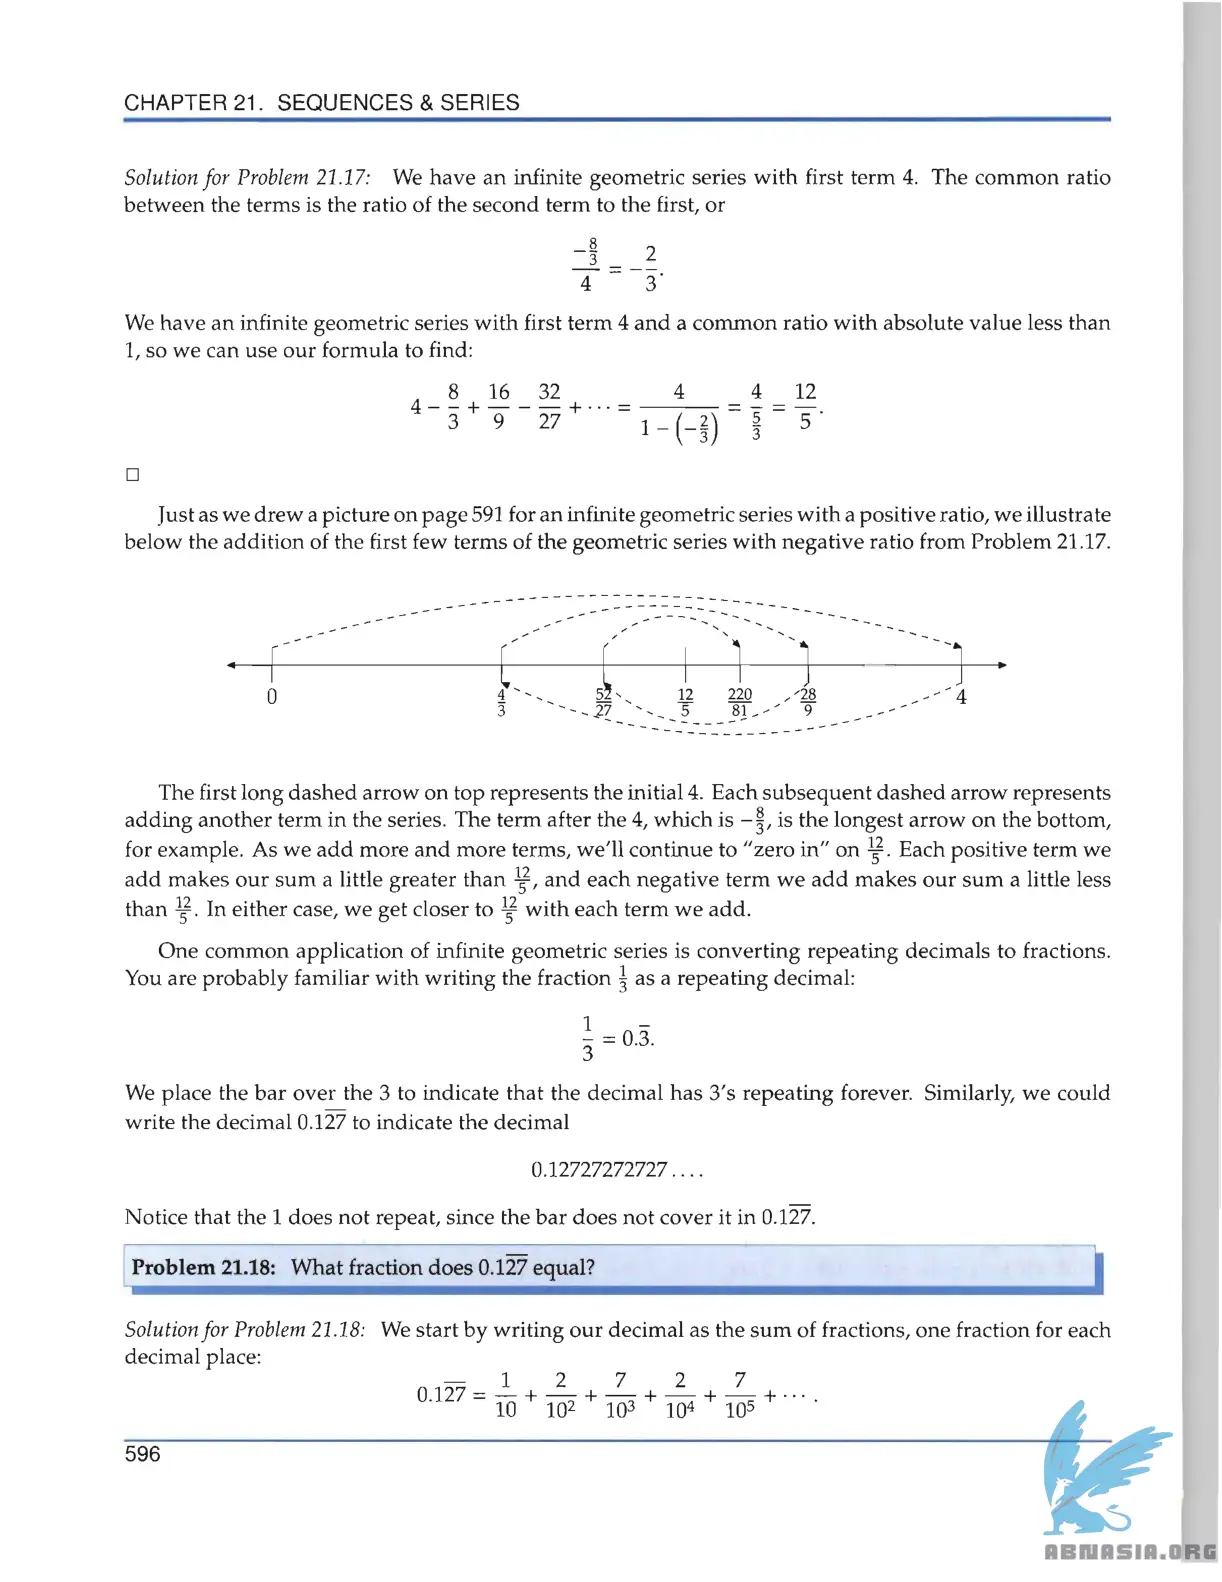 CHAPTER 21. SEQUENCES & SERIES
Solution for Problem 21.17: We have an infinite geometric series with first term 4. The common ratio
between the terms is the ratio of the second term to the first, or
\frac{-\frac{8}{3}}{4} = -\frac{2}{3}.
We have an infinite geometric series with first term 4 and a common ratio with absolute value less than
1, so we can use our formula to find:
4 - \frac{8}{3} + \frac{16}{9} - \frac{32}{27} + \cdots = \frac{4}{1 - \left(-\frac{2}{3}\right)} = \frac{4}{\frac{5}{3}} = \frac{12}{5}.
□
Just as we drew a picture on page 591 for an infinite geometric series with a positive ratio, we illustrate
below the addition of the first few terms of the geometric series with negative ratio from Problem 21.17.
0 \frac{4}{3} \frac{52}{27} \frac{12}{5} \frac{220}{81} \frac{28}{9} 4
The first long dashed arrow on top represents the initial 4. Each subsequent dashed arrow represents
adding another term in the series. The term after the 4, which is -\frac{8}{3}, is the longest arrow on the bottom,
for example. As we add more and more terms, we'll continue to "zero in" on \frac{12}{5}. Each positive term we
add makes our sum a little greater than \frac{12}{5}, and each negative term we add makes our sum a little less
than \frac{12}{5}. In either case, we get closer to \frac{12}{5} with each term we add.
One common application of infinite geometric series is converting repeating decimals to fractions.
You are probably familiar with writing the fraction \frac{1}{3} as a repeating decimal:
\frac{1}{3} = 0.\overline{3}.
We place the bar over the 3 to indicate that the decimal has 3's repeating forever. Similarly, we could
write the decimal 0.1\overline{27} to indicate the decimal
0.12727272727....
Notice that the 1 does not repeat, since the bar does not cover it in 0.1\overline{27}.
Problem 21.18: What fraction does 0.1\overline{27} equal?
Solution for Problem 21.18: We start by writing our decimal as the sum of fractions, one fraction for each
decimal place:
0.1\overline{27} = \frac{1}{10} + \frac{2}{10^2} + \frac{7}{10^3} + \frac{2}{10^4} + \frac{7}{10^5} + \cdots.
596
ABNASIA.ORG